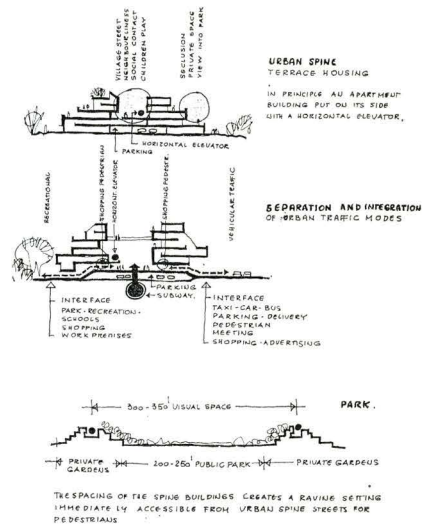 VILLAGE STREET
NEIGHBOURLINESS
SOCIAL CONTACT
CHILDREN PLAY
SECLUSION
PRIVATE SPACE
VIEW INTO PARK
URBAN SPINE
TERRACE HOUSING
IN PRINCIPLE AN APARTMENT
BUILDING PUT ON ITS SIDE
WITH A HORIZONTAL ELEVATOR.
HORIZONTAL ELEVATOR
PARKING
RECREATIONAL
SHOPPING PEDESTRIAN
HORIZONT. ELEVATOR
SHOPPING PEDESTR.
VEHICULAR TRAFFIC
SEPARATION AND INTEGRATION
OF URBAN TRAFFIC MODES
PARKING
SUBWAY.
INTERFACE
PARK-RECREATION-
SCHOOLS
SHOPPING
WORK PREMISES
INTERFACE
TAXI-CAR-BUS
PARKING-DELIVERY
PEDESTRIAN
MEETING
SHOPPING-ADVERTISING
300-350' VISUAL SPACE
PARK.
PRIVATE
GARDENS
200-250' PUBLIC PARK
PRIVATE GARDENS
THE SPACING OF THE SPINE BUILDINGS CREATES A RAVINE SETTING
IMMEDIATELY ACCESSIBLE FROM URBAN SPINE STREETS FOR
PEDESTRIANS